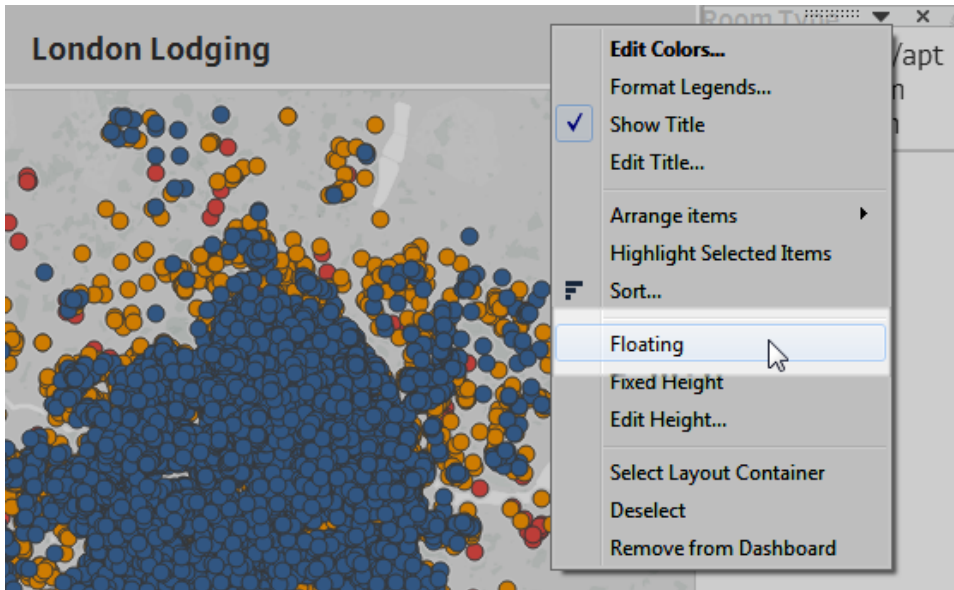 Room Type
London Lodging
/apt
Edit Colors...
Format Legends...
Show Title
Edit Title...
Arrange items
Highlight Selected Items
Sort...
Floating
Fixed Height
Edit Height...
Select Layout Container
Deselect
Remove from Dashboard